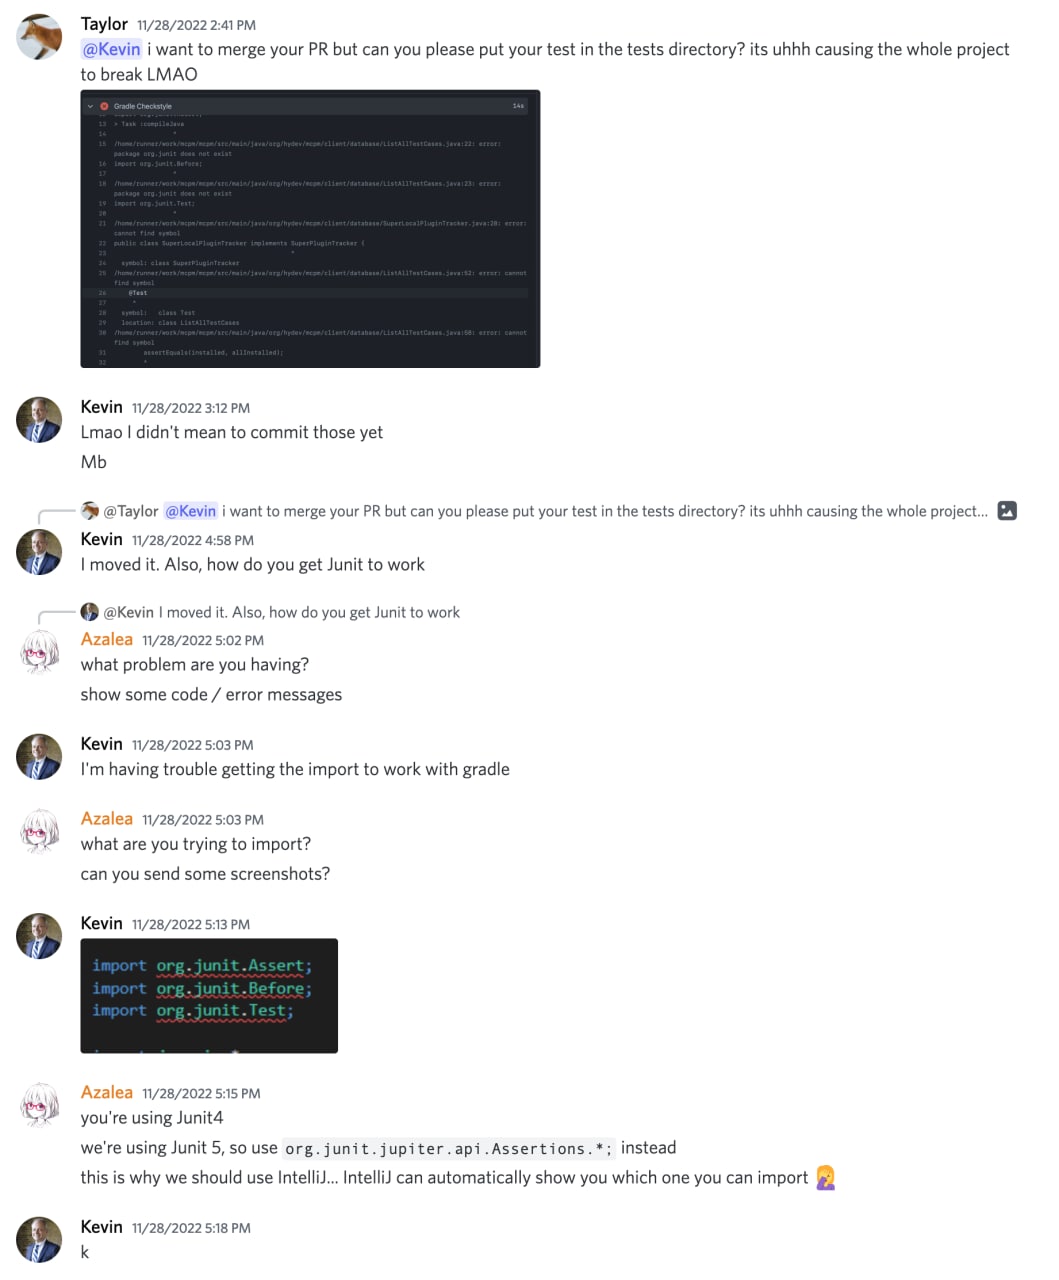 Taylor 11/28/2022 2:41 PM
@Kevin i want to merge your PR but can you please put your test in the tests directory? its uhhh causing the whole project
to break LMAO
Gradle Checkstyle 14s
13 > Task :compileJava
14 ^
15 /home/runner/work/mcpm/mcpm/src/main/java/org/hydev/mcpm/client/database/ListAllTestCases.java:22: error:
package org.junit does not exist
16 import org.junit.Before;
17 ^
18 /home/runner/work/mcpm/mcpm/src/main/java/org/hydev/mcpm/client/database/ListAllTestCases.java:23: error:
package org.junit does not exist
19 import org.junit.Test;
20 ^
21 /home/runner/work/mcpm/mcpm/src/main/java/org/hydev/mcpm/client/database/SuperLocalPluginTracker.java:20: error:
cannot find symbol
22 public class SuperLocalPluginTracker implements SuperPluginTracker {
23 ^
24 symbol: class SuperPluginTracker
25 /home/runner/work/mcpm/mcpm/src/main/java/org/hydev/mcpm/client/database/ListAllTestCases.java:52: error: cannot
find symbol
26 @Test
27 ^
28 symbol: class Test
29 location: class ListAllTestCases
30 /home/runner/work/mcpm/mcpm/src/main/java/org/hydev/mcpm/client/database/ListAllTestCases.java:50: error: cannot
find symbol
31 assertEquals(installed, allInstalled);
32 ^
Kevin 11/28/2022 3:12 PM
Lmao I didn't mean to commit those yet
Mb
@Taylor @Kevin i want to merge your PR but can you please put your test in the tests directory? its uhhh causing the whole project...
Kevin 11/28/2022 4:58 PM
I moved it. Also, how do you get Junit to work
@Kevin I moved it. Also, how do you get Junit to work
Azalea 11/28/2022 5:02 PM
what problem are you having?
show some code / error messages
Kevin 11/28/2022 5:03 PM
I'm having trouble getting the import to work with gradle
Azalea 11/28/2022 5:03 PM
what are you trying to import?
can you send some screenshots?
Kevin 11/28/2022 5:13 PM
import org.junit.Assert;
import org.junit.Before;
import org.junit.Test;
Azalea 11/28/2022 5:15 PM
you're using Junit4
we're using Junit 5, so use org.junit.jupiter.api.Assertions.*; instead
this is why we should use IntelliJ... IntelliJ can automatically show you which one you can import 🤦‍♀️
Kevin 11/28/2022 5:18 PM
k